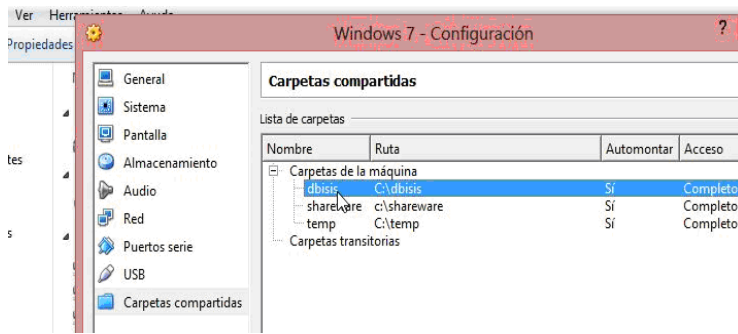 Ver Herramientas Ayuda
Windows 7 - Configuración ?
Propiedades
General
Sistema
Pantalla
Almacenamiento
Audio
Red
Puertos serie
USB
Carpetas compartidas
Carpetas compartidas
Lista de carpetas
Nombre Ruta Automontar Acceso
Carpetas de la máquina
dbisis C:\dbisis Sí Completo
shareware c:\shareware Sí Completo
temp C:\temp Sí Completo
Carpetas transitorias